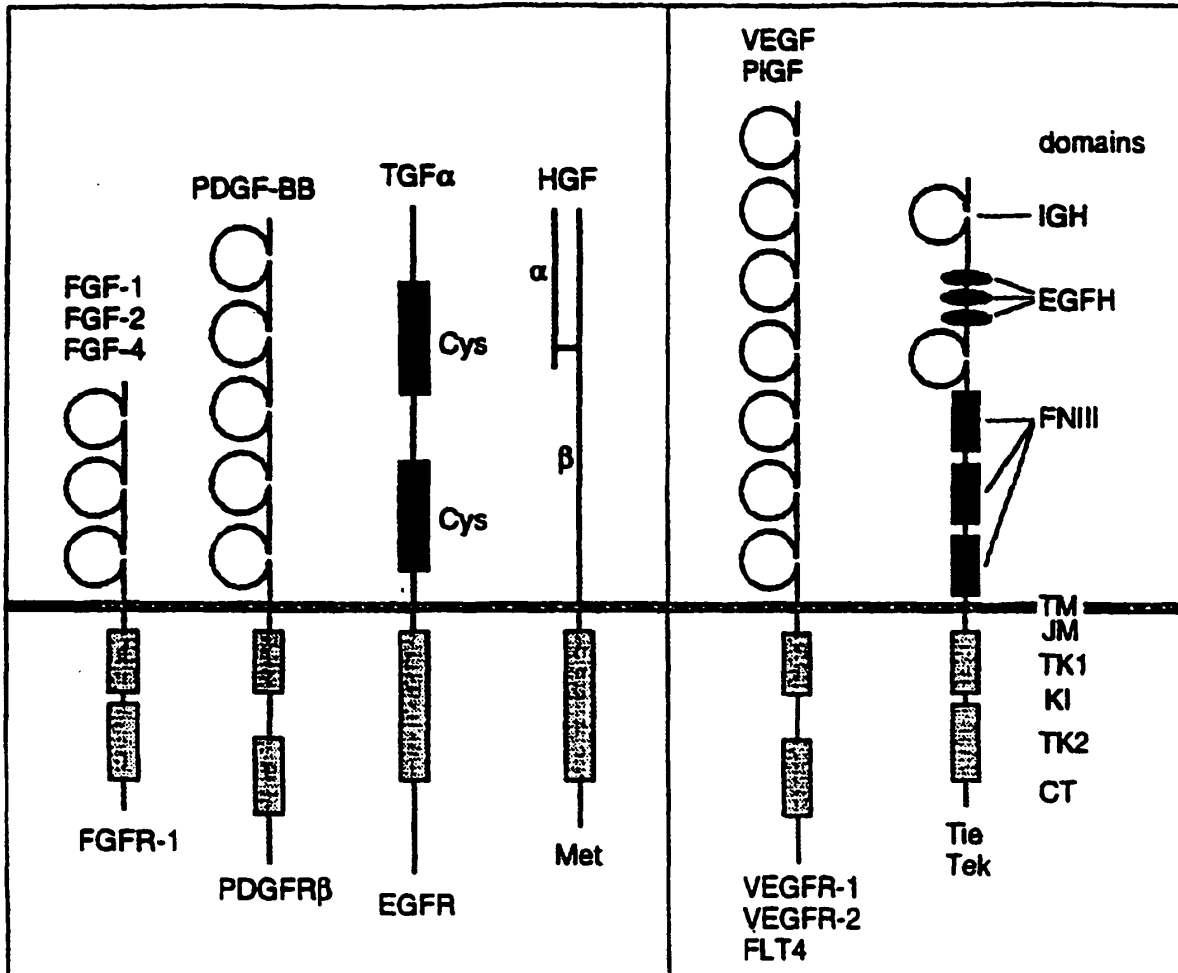 FGF-1
FGF-2
FGF-4
FGFR-1
PDGF-BB
PDGFRβ
TGFα
Cys
Cys
EGFR
HGF
α
β
Met
VEGF
PIGF
VEGFR-1
VEGFR-2
FLT4
Tie
Tek
domains
IGH
EGFH
FNIII
TM
JM
TK1
KI
TK2
CT